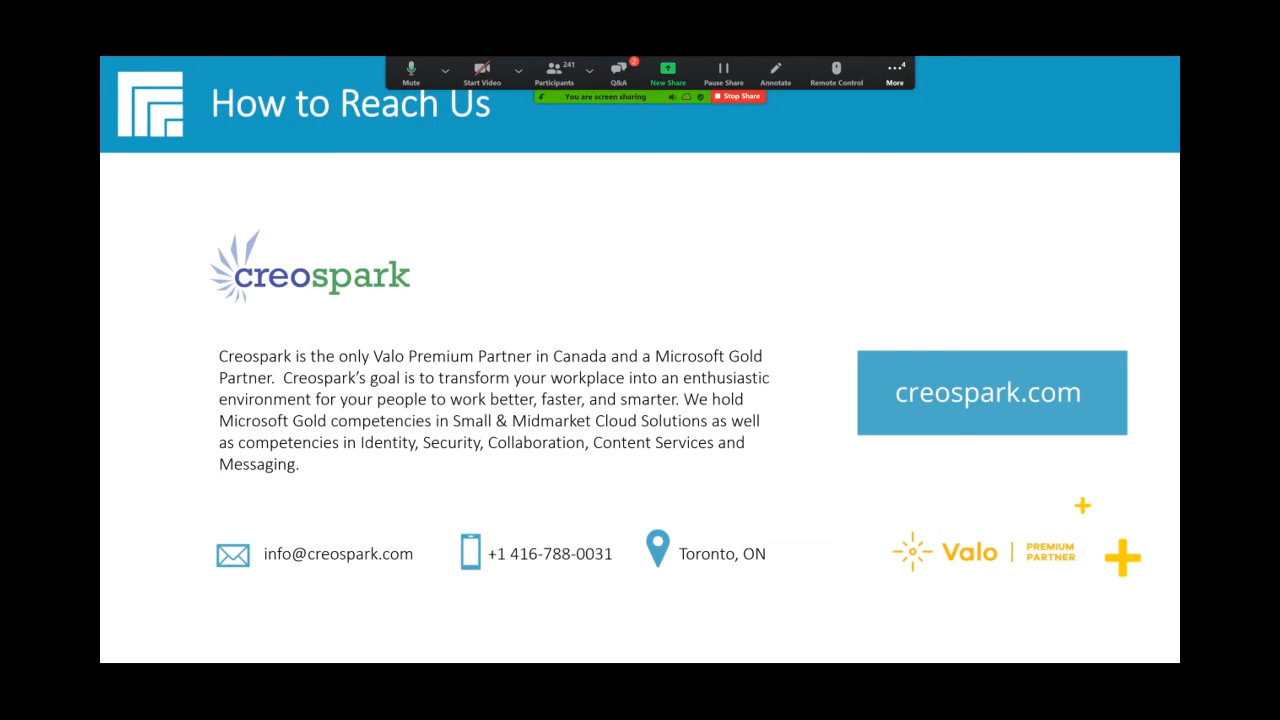 241
2
4
Mute
Start Video
Participants
Q&A
New Share
Pause Share
Annotate
Remote Control
More
You are screen sharing
Stop Share
How to Reach Us
creospark
Creospark is the only Valo Premium Partner in Canada and a Microsoft Gold
Partner.  Creospark's goal is to transform your workplace into an enthusiastic
environment for your people to work better, faster, and smarter. We hold
Microsoft Gold competencies in Small & Midmarket Cloud Solutions as well
as competencies in Identity, Security, Collaboration, Content Services and
Messaging.
creospark.com
info@creospark.com
+1 416-788-0031
Toronto, ON
Valo
PREMIUM
PARTNER